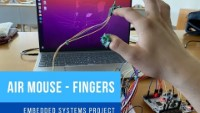 AIR MOUSE - FINGERS
EMBEDDED SYSTEMS PROJECT